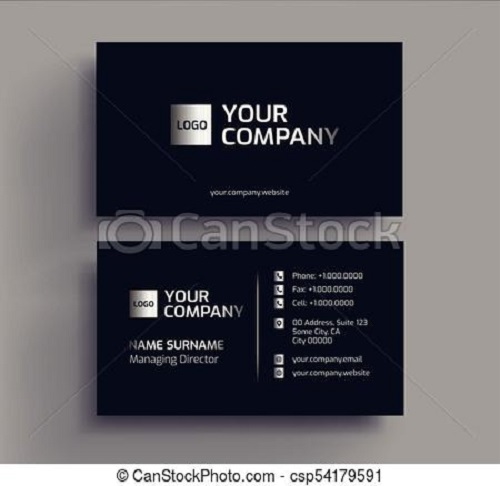 LOGO
YOUR
COMPANY
your.company.website
CanStock
LOGO
YOUR
COMPANY
NAME SURNAME
Managing Director
Phone: +1.000.0000
Fax: +1.000.0000
Cell: +1.000.0000
00 Address, Suite 123
Some City, CA
City 00000
your.company.email
your.company.website
© CanStockPhoto.com - csp54179591